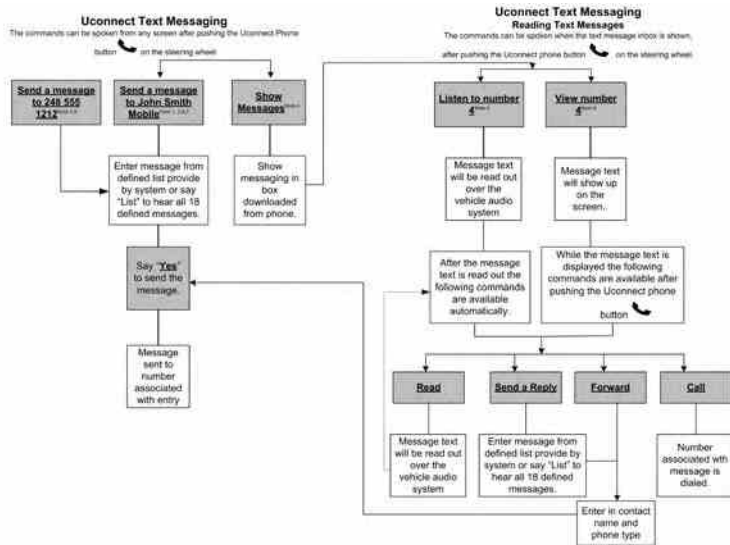 Uconnect Text Messaging
The commands can be spoken from any screen after pushing the Uconnect Phone
button on the steering wheel
Send a message
to 248 555
1212
Send a message
to John Smith
Mobile
Show
Messages
Enter message from
defined list provide
by system or say
"List" to hear all 18
defined messages.
Show
messaging in
box
downloaded
from phone.
Say "Yes"
to send the
message.
Message
sent to
number
associated
with entry
Uconnect Text Messaging
Reading Text Messages
The commands can be spoken when the text message inbox is shown,
after pushing the Uconnect phone button on the steering wheel
Listen to number
4
View number
4
Message text
will be read out
over the
vehicle audio
system
Message text
will show up
on the
screen.
After the message
text is read out the
following commands
are available
automatically.
While the message text is
displayed the following
commands are available after
pushing the Uconnect phone
button
Read
Send a Reply
Forward
Call
Message text
will be read out
over the
vehicle audio
system
Enter message from
defined list provide by
system or say "List" to
hear all 18 defined
messages.
Number
associated wth
message is
dialed.
Enter in contact
name and
phone type